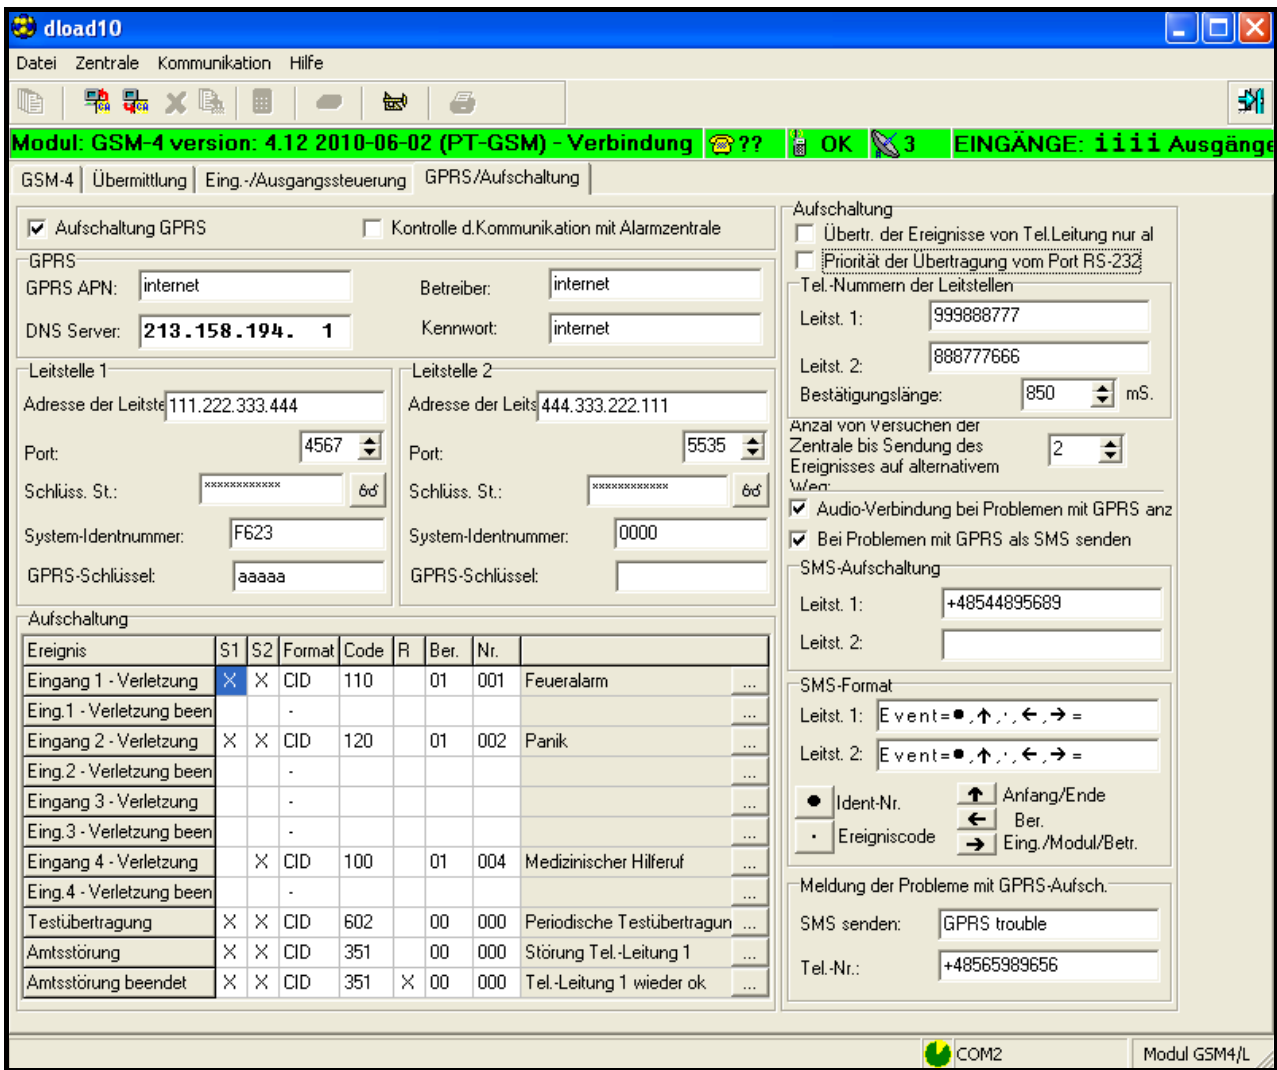 dload10
Datei Zentrale Kommunikation Hilfe
Modul: GSM-4 version: 4.12 2010-06-02 (PT-GSM) - Verbindung ?? OK 3 EINGÄNGE: iiii Ausgänge
GSM-4 Übermittlung Eing.-/Ausgangssteuerung GPRS/Aufschaltung
Aufschaltung GPRS Kontrolle d.Kommunikation mit Alarmzentrale
GPRS
GPRS APN: internet Betreiber: internet
DNS Server: 213.158.194. 1 Kennwort: internet
Leitstelle 1
Adresse der Leitste 111.222.333.444
Port: 4567
Schlüss. St.: ************
System-Identnummer: F623
GPRS-Schlüssel: aaaaa
Leitstelle 2
Adresse der Leits 444.333.222.111
Port: 5535
Schlüss. St.: ************
System-Identnummer: 0000
GPRS-Schlüssel:
Aufschaltung
Ereignis S1 S2 Format Code R Ber. Nr.
Eingang 1 - Verletzung X X CID 110 01 001 Feueralarm ...
Eing.1 - Verletzung been - ...
Eingang 2 - Verletzung X X CID 120 01 002 Panik ...
Eing.2 - Verletzung been - ...
Eingang 3 - Verletzung - ...
Eing.3 - Verletzung been - ...
Eingang 4 - Verletzung X CID 100 01 004 Medizinischer Hilferuf ...
Eing.4 - Verletzung been - ...
Testübertragung X X CID 602 00 000 Periodische Testübertragun ...
Amtsstörung X X CID 351 00 000 Störung Tel.-Leitung 1 ...
Amtsstörung beendet X X CID 351 X 00 000 Tel.-Leitung 1 wieder ok ...
Aufschaltung
Übertr. der Ereignisse von Tel.Leitung nur al
Priorität der Übertragung vom Port RS-232
Tel.-Nummern der Leitstellen
Leitst. 1: 999888777
Leitst. 2: 888777666
Bestätigungslänge: 850 mS.
Anzal von Versuchen der
Zentrale bis Sendung des
Ereignisses auf alternativem
Weg:
2
Audio-Verbindung bei Problemen mit GPRS anz
Bei Problemen mit GPRS als SMS senden
SMS-Aufschaltung
Leitst. 1: +48544895689
Leitst. 2:
SMS-Format
Leitst. 1: Event=●,↑,·,←,→=
Leitst. 2: Event=●,↑,·,←,→=
● Ident-Nr. ↑ Anfang/Ende
← Ber.
· Ereigniscode → Eing./Modul/Betr.
Meldung der Probleme mit GPRS-Aufsch.
SMS senden: GPRS trouble
Tel.-Nr.: +48565989656
COM2 Modul GSM4/L